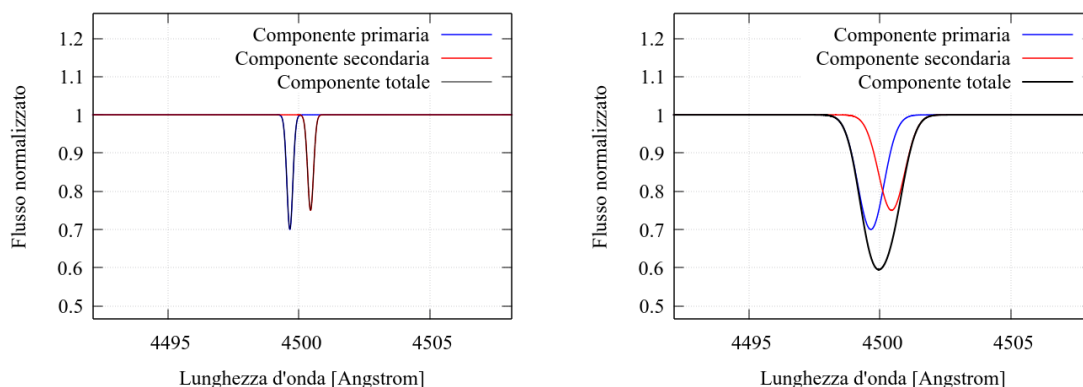 Flusso normalizzato
1.2
1.1
1
0.9
0.8
0.7
0.6
0.5
Componente primaria
Componente secondaria
Componente totale
4495
4500
4505
Lunghezza d'onda [Angstrom]
Flusso normalizzato
1.2
1.1
1
0.9
0.8
0.7
0.6
0.5
Componente primaria
Componente secondaria
Componente totale
4495
4500
4505
Lunghezza d'onda [Angstrom]